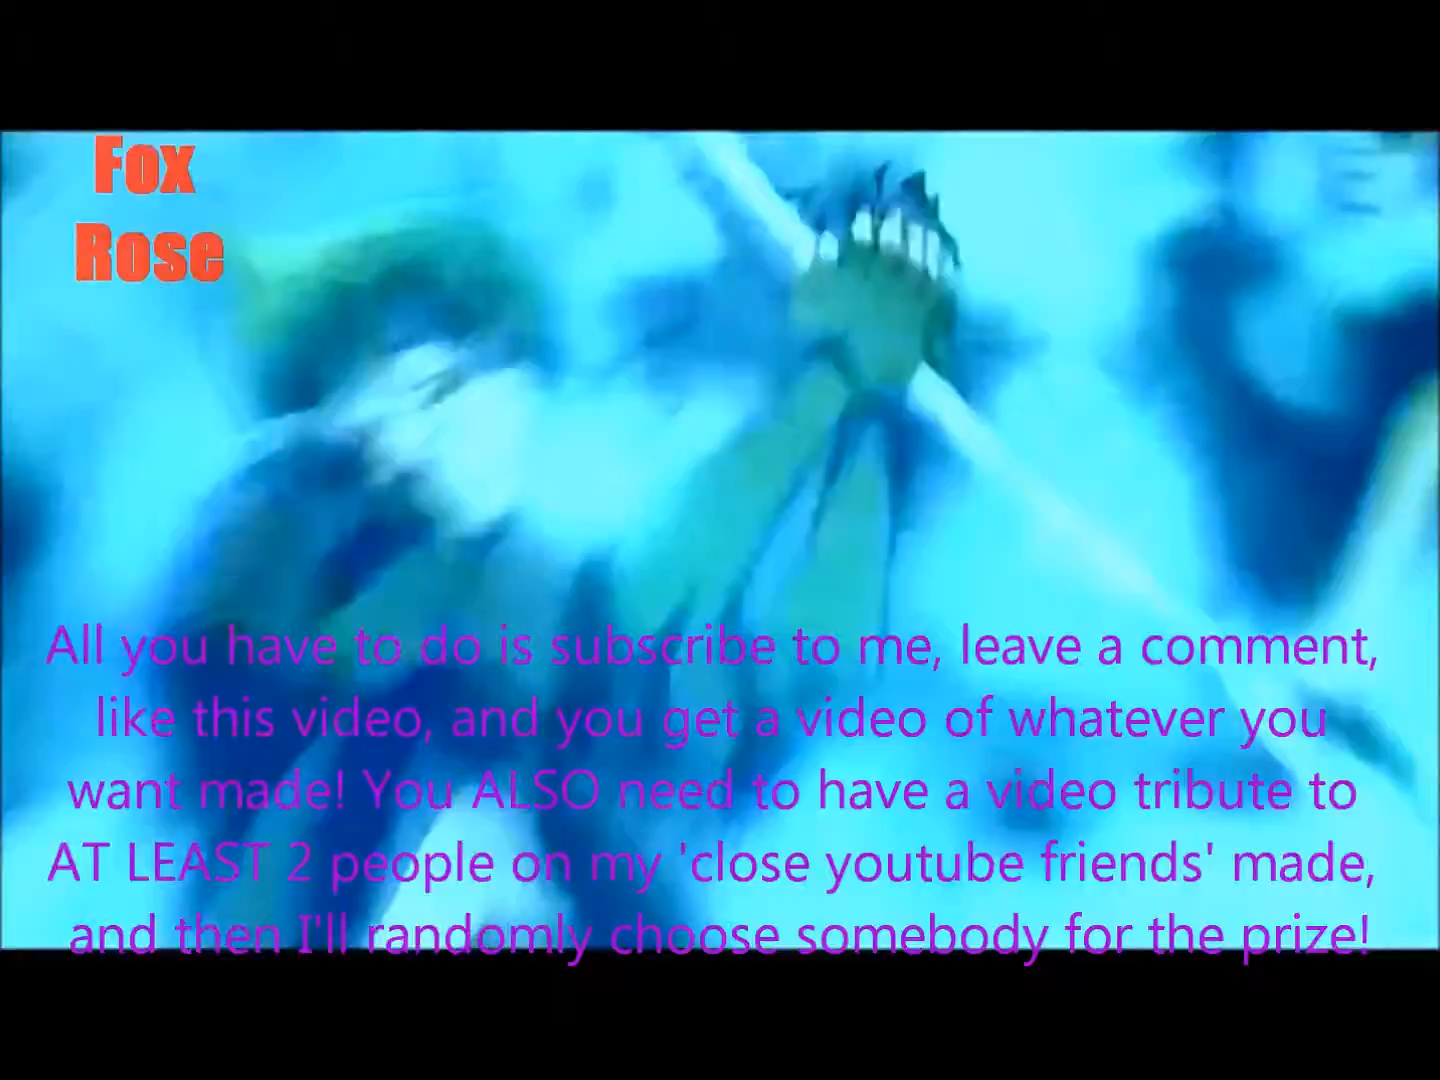 Fox
Rose
All you have to do is subscribe to me, leave a comment,
like this video, and you get a video of whatever you
want made! You ALSO need to have a video tribute to
AT LEAST 2 people on my 'close youtube friends' made,
and then I'll randomly choose somebody for the prize!